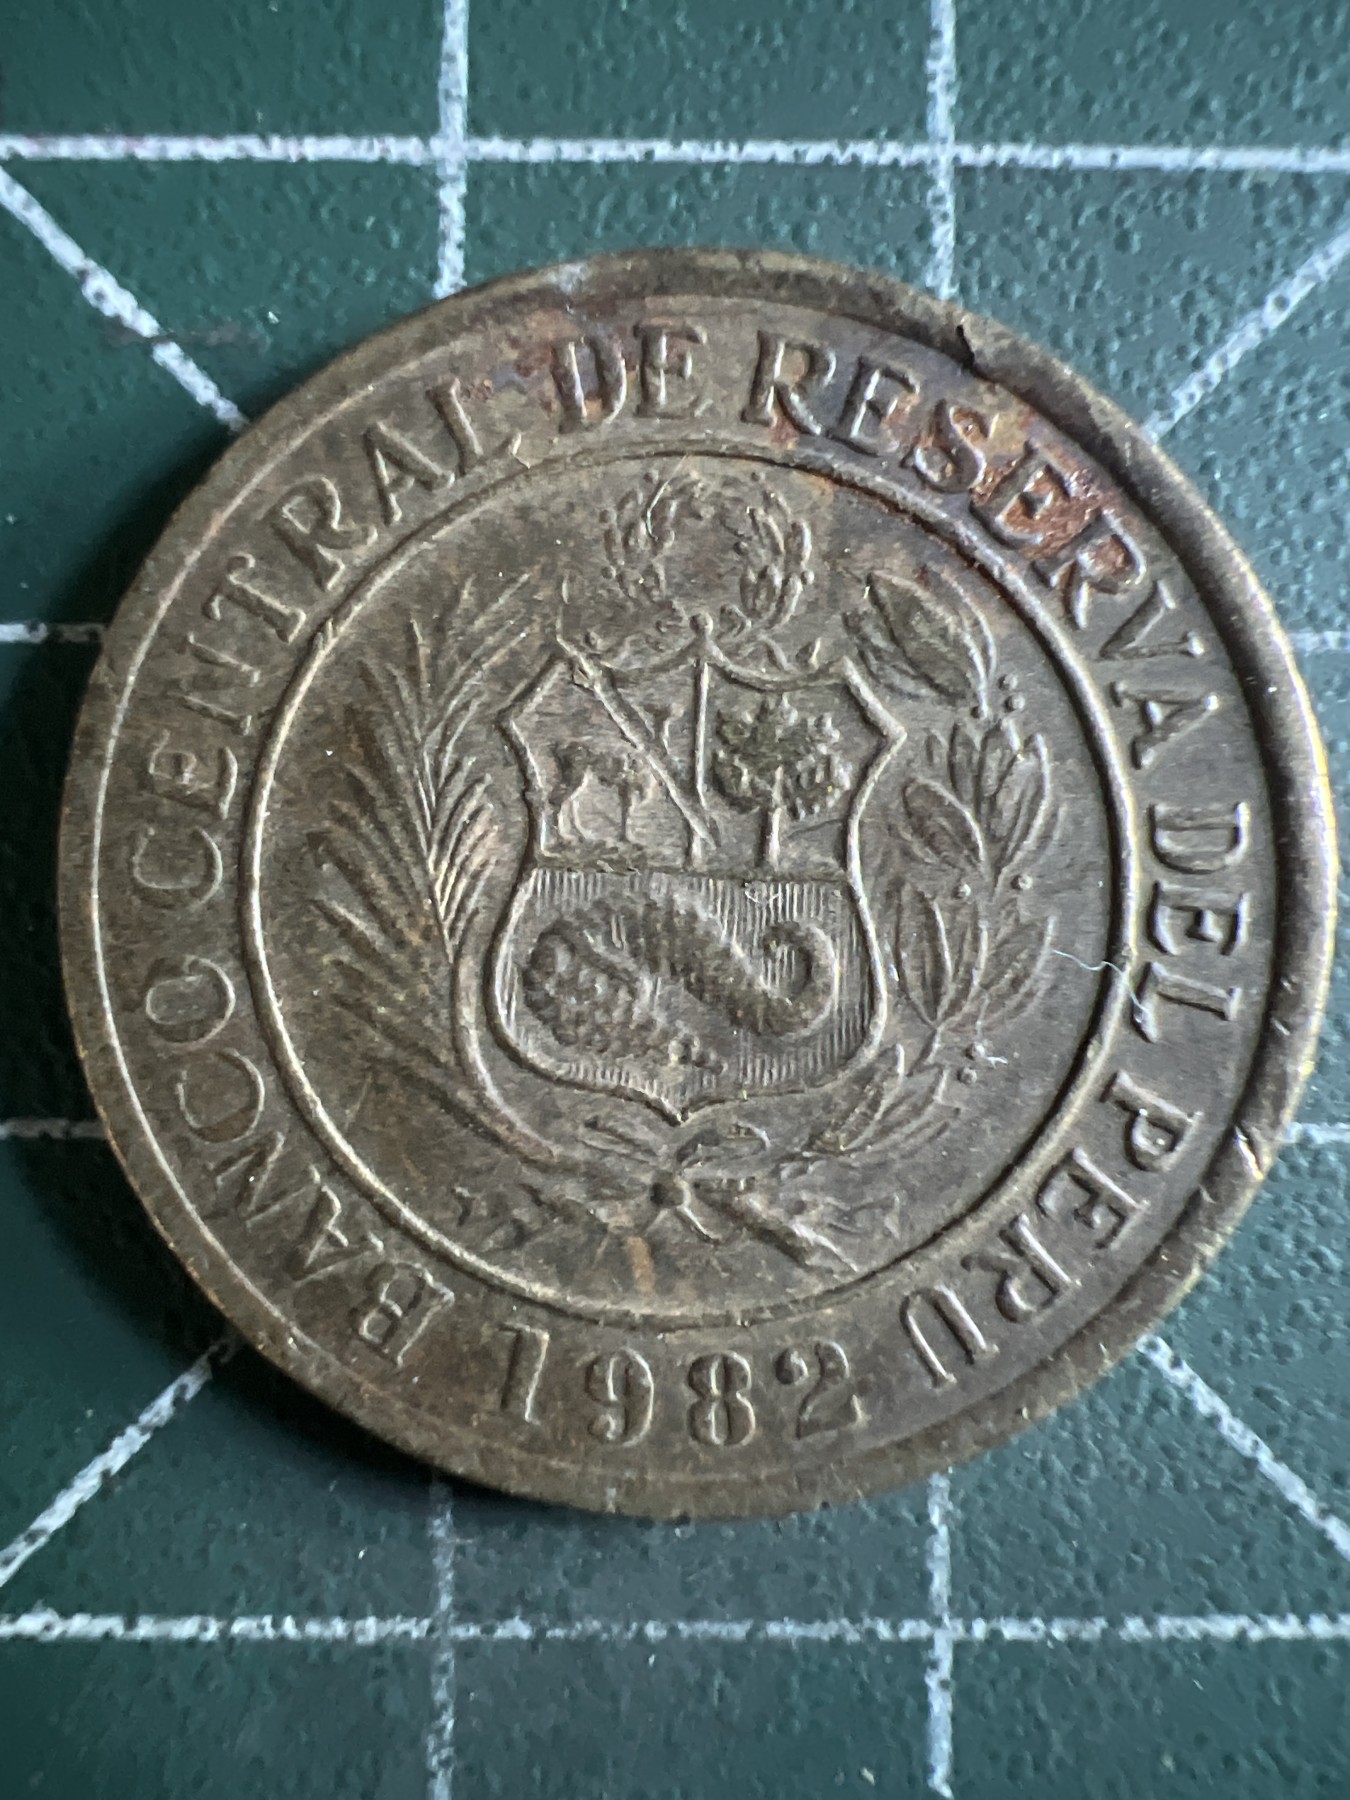 BANCO CENTRAL DE RESERVA DEL PERU
1982